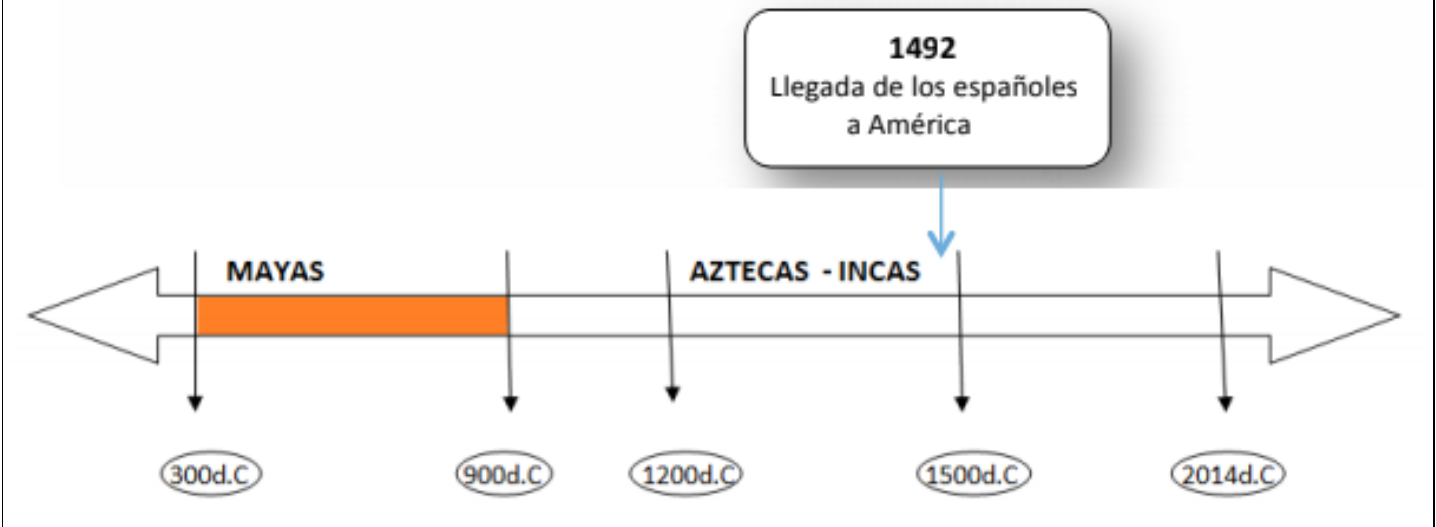 1492
Llegada de los españoles
a América
MAYAS
AZTECAS - INCAS
300d.C
900d.C
1200d.C
1500d.C
2014d.C